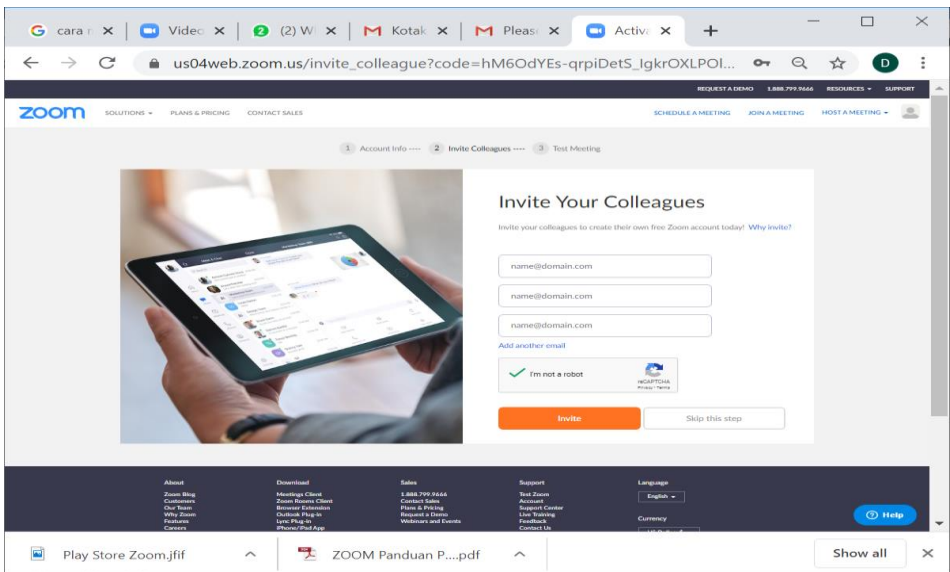 cara n
Video
(2) W
Kotak
Pleas
Activa
us04web.zoom.us/invite_colleague?code=hM6OdYEs-qrpiDetS_IgkrOXLPOl...
D
REQUEST A DEMO 1.888.799.9666 RESOURCES SUPPORT
zoom SOLUTIONS PLANS & PRICING CONTACT SALES SCHEDULE A MEETING JOIN A MEETING HOST A MEETING
1 Account Info ---- 2 Invite Colleagues ---- 3 Test Meeting
Invite Your Colleagues
Invite your colleagues to create their own free Zoom account today! Why invite?
name@domain.com
name@domain.com
name@domain.com
Add another email
I'm not a robot
reCAPTCHA
Privacy - Terms
Invite Skip this step
About
Zoom Blog
Customers
Our Team
Why Zoom
Features
Careers
Download
Meetings Client
Zoom Rooms Client
Browser Extension
Outlook Plug-in
Lync Plug-in
iPhone/iPad App
Sales
1.888.799.9666
Contact Sales
Plans & Pricing
Request a Demo
Webinars and Events
Support
Test Zoom
Account
Support Center
Live Training
Feedback
Contact Us
Language
English
Currency
Help
Play Store Zoom.jfif
ZOOM Panduan P....pdf
Show all